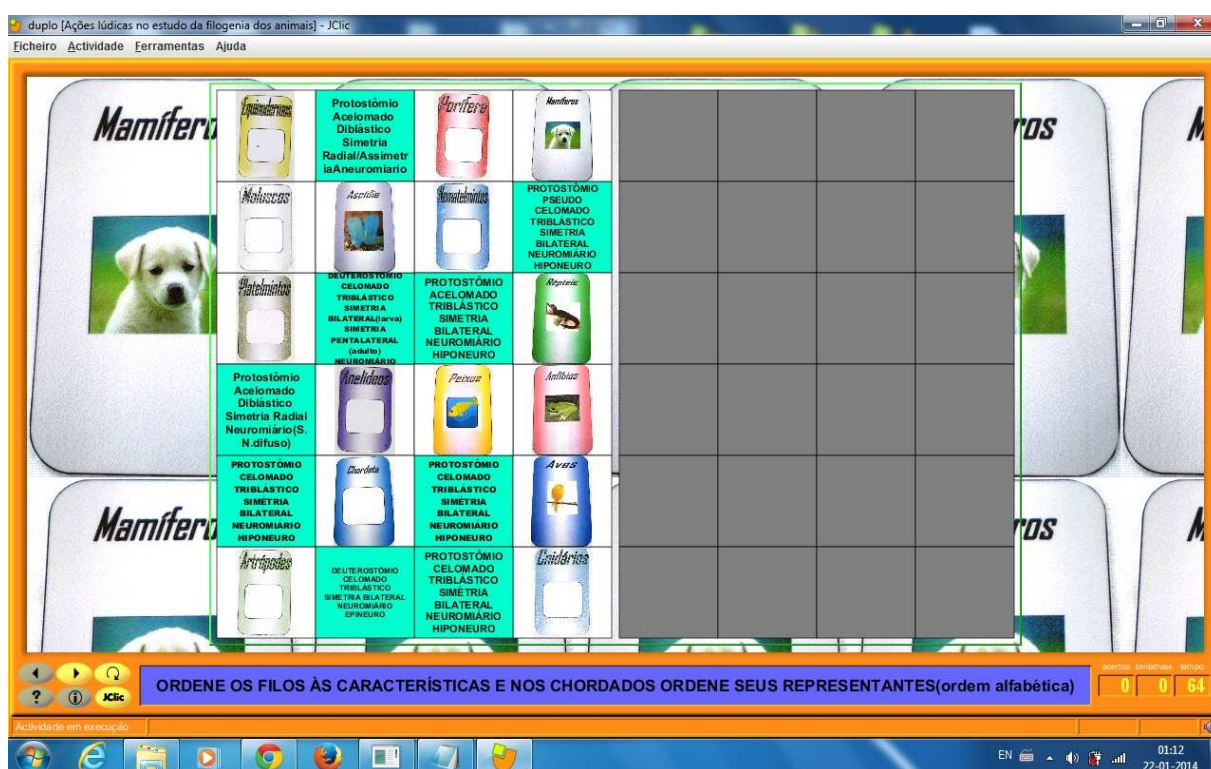 duplo [Ações lúdicas no estudo da filogenia dos animais] - JClic
Ficheiro Actividade Ferramentas Ajuda
Mamífero
ros
M
Equinodermas
Protostômio
Acelomado
Diblástico
Simetria
Radial/Assimetr
iaAneuromiario
Porífera
Mamíferos
Moluscos
Ascídia
Nematelmintos
PROTOSTÔMIO
PSEUDO
CELOMADO
TRIBLÁSTICO
SIMETRIA
BILATERAL
NEUROMIÁRIO
HIPONEURO
Platelmintos
DEUTEROSTÔMIO
CELOMADO
TRIBLÁSTICO
SIMETRIA
BILATERAL(larva)
SIMETRIA
PENTALATERAL
(adulto)
NEUROMIÁRIO
PROTOSTÔMIO
ACELOMADO
TRIBLÁSTICO
SIMETRIA
BILATERAL
NEUROMIÁRIO
HIPONEURO
Répteis
Protostômio
Acelomado
Diblástico
Simetria Radial
Neuromiário(S.
N.difuso)
Anelídeos
Peixes
Anfíbios
PROTOSTÔMIO
CELOMADO
TRIBLÁSTICO
SIMÉTRIA
BILATERAL
NEUROMIÁRIO
HIPONEURO
Chordata
PROTOSTÔMIO
CELOMADO
TRIBLÁSTICO
SIMÉTRIA
BILATERAL
NEUROMIÁRIO
HIPONEURO
Aves
Mamífero
ros
M
Artrópodes
DEUTEROSTÔMIO
CELOMADO
TRIBLÁSTICO
SIMETRIA BILATERAL
NEUROMIÁRIO
EPINEURO
PROTOSTÔMIO
CELOMADO
TRIBLÁSTICO
SIMÉTRIA
BILATERAL
NEUROMIÁRIO
HIPONEURO
Cnidários
JClic
ORDENE OS FILOS ÀS CARACTERÍSTICAS E NOS CHORDADOS ORDENE SEUS REPRESENTANTES(ordem alfabética)
acertos tentativas tempo
0 0 64
Actividade em execução
EN
01:12
22-01-2014